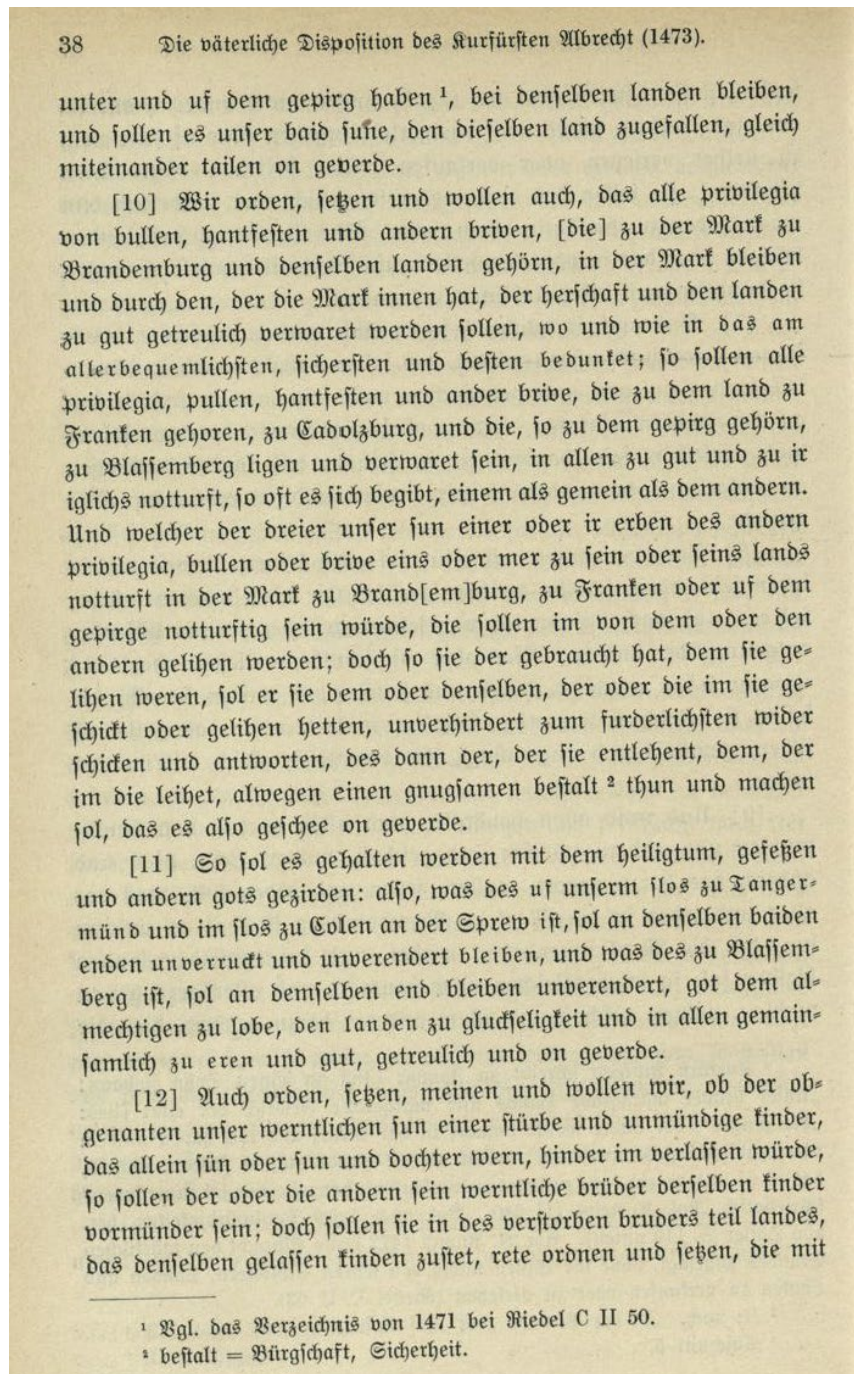 38 Die väterliche Disposition des Kurfürsten Albrecht (1473).
unter und uf dem gepirg haben ¹, bei denselben landen bleiben,
und sollen es unser baid sune, den dieselben land zugefallen, gleich
miteinander tailen on geverde.
[10] Wir orden, setzen und wollen auch, das alle privilegia
von bullen, hantfesten und andern briven, [die] zu der Mark zu
Brandemburg und denselben landen gehörn, in der Mark bleiben
und durch den, der die Mark innen hat, der herschaft und den landen
zu gut getreulich verwaret werden sollen, wo und wie in das am
allerbequemlichsten, sichersten und besten bedunket; so sollen alle
privilegia, pullen, hantfesten und ander brive, die zu dem land zu
Franken gehoren, zu Cadolzburg, und die, so zu dem gepirg gehörn,
zu Blassemberg ligen und verwaret sein, in allen zu gut und zu ir
iglichs notturft, so oft es sich begibt, einem als gemein als dem andern.
Und welcher der dreier unser sun einer oder ir erben des andern
privilegia, bullen oder brive eins oder mer zu sein oder seins lands
notturft in der Mark zu Brand[em]burg, zu Franken oder uf dem
gepirge notturftig sein würde, die sollen im von dem oder den
andern gelihen werden; doch so sie der gebraucht hat, dem sie ge-
lihen weren, sol er sie dem oder denselben, der oder die im sie ge-
schickt oder gelihen hetten, unverhindert zum furderlichsten wider
schicken und antworten, des dann der, der sie entlehent, dem, der
im die leihet, alwegen einen gnugsamen bestalt ² thun und machen
sol, das es also geschee on geverde.
[11] So sol es gehalten werden mit dem heiligtum, gefeßen
und andern gots gezirden: also, was des uf unserm slos zu Tanger-
münd und im slos zu Colen an der Sprew ist, sol an denselben baiden
enden unverruckt und unverendert bleiben, und was des zu Blassem-
berg ist, sol an demselben end bleiben unverendert, got dem al-
mechtigen zu lobe, den landen zu gluckseligkeit und in allen gemain-
samlich zu eren und gut, getreulich und on geverde.
[12] Auch orden, setzen, meinen und wollen wir, ob der ob-
genanten unser werntlichen sun einer stürbe und unmündige kinder,
das allein sün oder sun und dochter wern, hinder im verlassen würde,
so sollen der oder die andern sein werntliche brüder derselben kinder
vormünder sein; doch sollen sie in des verstorben bruders teil landes,
das denselben gelassen kinden zustet, rete ordnen und setzen, die mit
¹ Vgl. das Verzeichnis von 1471 bei Riedel C II 50.
² bestalt = Bürgschaft, Sicherheit.